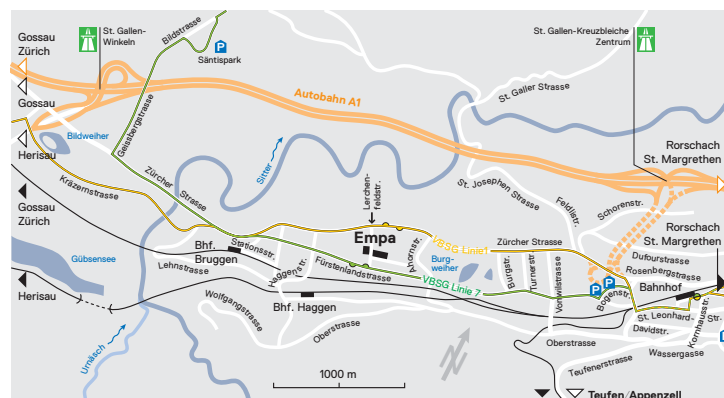 Gossau
Zürich
St. Gallen-
Winkeln
Bildstrasse
P
Säntispark
St. Gallen-Kreuzbleiche
Zentrum
Gossau
Autobahn A1
St. Galler Strasse
Geissbergstrasse
Bildweiher
Herisau
Rorschach
St. Margrethen
Sitter
Zürcher Strasse
Kräzernstrasse
Lerchen-
feldstr.
St. Josephen Strasse
Feldlistr.
Schorenstr.
Gossau
Zürich
Rorschach
St. Margrethen
Empa
VBSG Linie 1
Zürcher Strasse
Stationsstr.
Bhf.
Bruggen
Ahornstr.
Dufourstrasse
Gübsensee
Lehnstrasse
Haggenstr.
Fürstenlandstrasse
Burg-
weiher
Burgstr.
Turnerstr.
Vonwilstrasse
Rosenbergstrasse
VBSG Linie 7
P
P
Bogenstr.
Bahnhof
Herisau
Wolfgangstrasse
Bhf. Haggen
St. Leonhard-
Str.
Davidstr.
Kornhausstr.
Oberstrasse
Oberstrasse
Wassergasse
Urnäsch
N
Teufenerstrasse
1000 m
Teufen/Appenzell